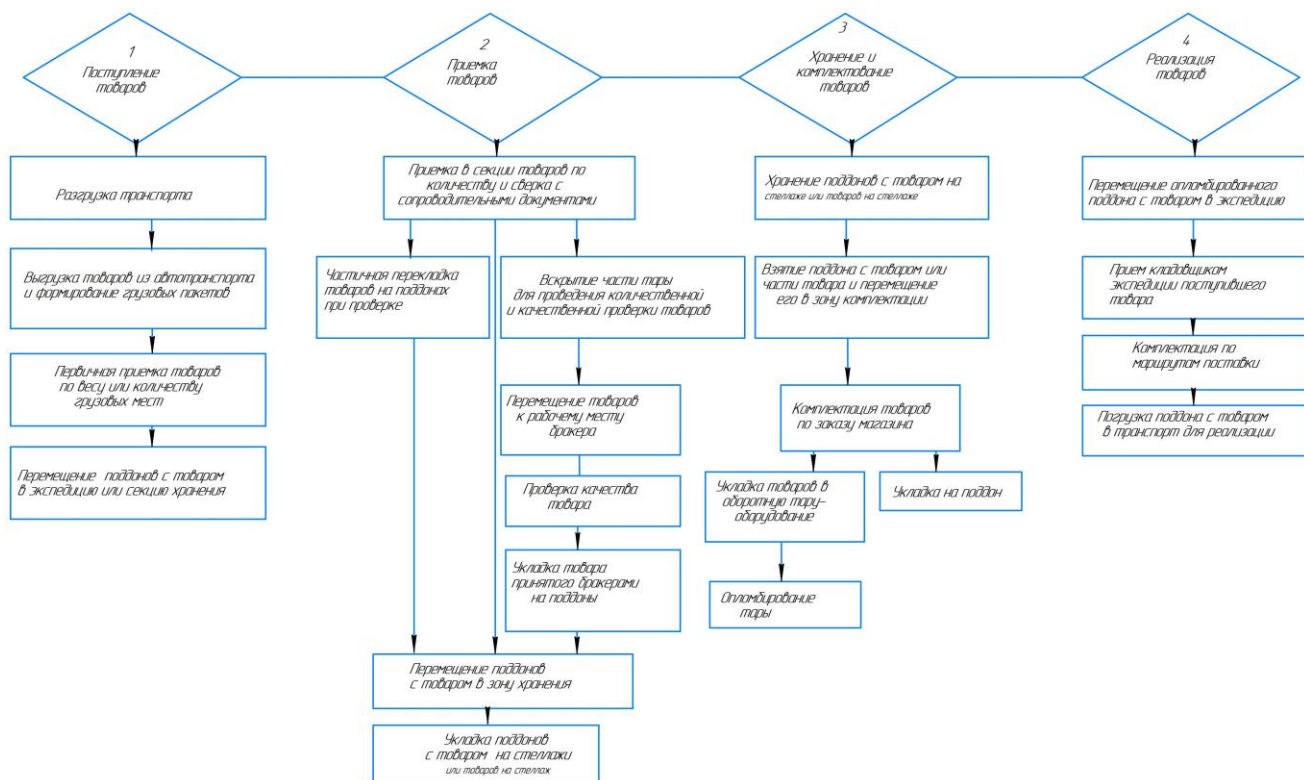 1
Поступление
товаров
2
Приемка
товаров
3
Хранение и
комплектование
товаров
4
Реализация
товаров
Разгрузка транспорта
Выгрузка товаров из автотранспорта
и формирование грузовых пакетов
Первичная приемка товаров
по весу или количеству
грузовых мест
Перемещение поддонов с товаром
в экспедицию или секцию хранения
Приемка в секции товаров по
количеству и сверка с
сопроводительными документами
Частичная перекладка
товаров на поддонах
при проверке
Вскрытие части тары
для проведения количественной
и качественной проверки товаров
Перемещение товаров
к рабочему месту
бракера
Проверка качества
товара
Укладка товара
принятого бракерами
на поддоны
Перемещение поддонов
с товаром в зону хранения
Укладка поддонов
с товаром на стеллажи
или товаров на стеллаж
Хранение поддонов с товаром на
стеллаже или товаров на стеллаже
Взятие поддона с товаром или
части товара и перемещение
его в зону комплектации
Комплектация товаров
по заказу магазина
Укладка товаров в
оборотную тару-
оборудование
Укладка на поддон
Опломбирование
тары
Перемещение опломбированного
поддона с товаром в экспедицию
Прием кладовщиком
экспедиции поступившего
товара
Комплектация по
маршрутам поставки
Погрузка поддона с товаром
в транспорт для реализации